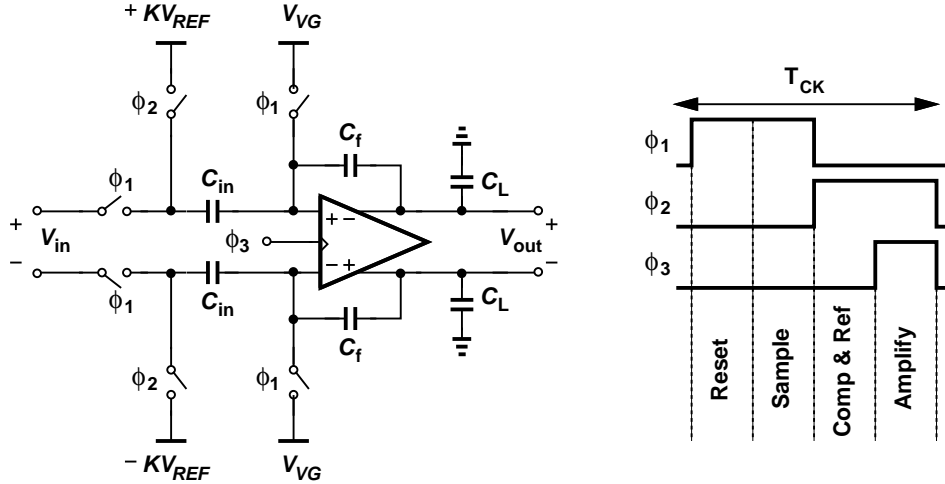 + KV_REF
V_VG
ϕ2
ϕ1
C_f
C_L
ϕ1
C_in
+
V_in
−
ϕ3
+ −
− +
+
V_out
−
ϕ1
C_in
C_f
C_L
ϕ2
ϕ1
− KV_REF
V_VG
T_CK
ϕ1
ϕ2
ϕ3
Reset
Sample
Comp & Ref
Amplify